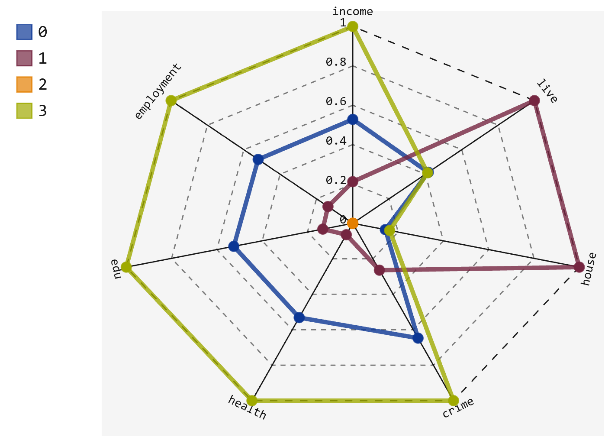 0
1
2
3
income
1
0.8
0.6
0.4
0.2
0
live
house
crime
health
edu
employment